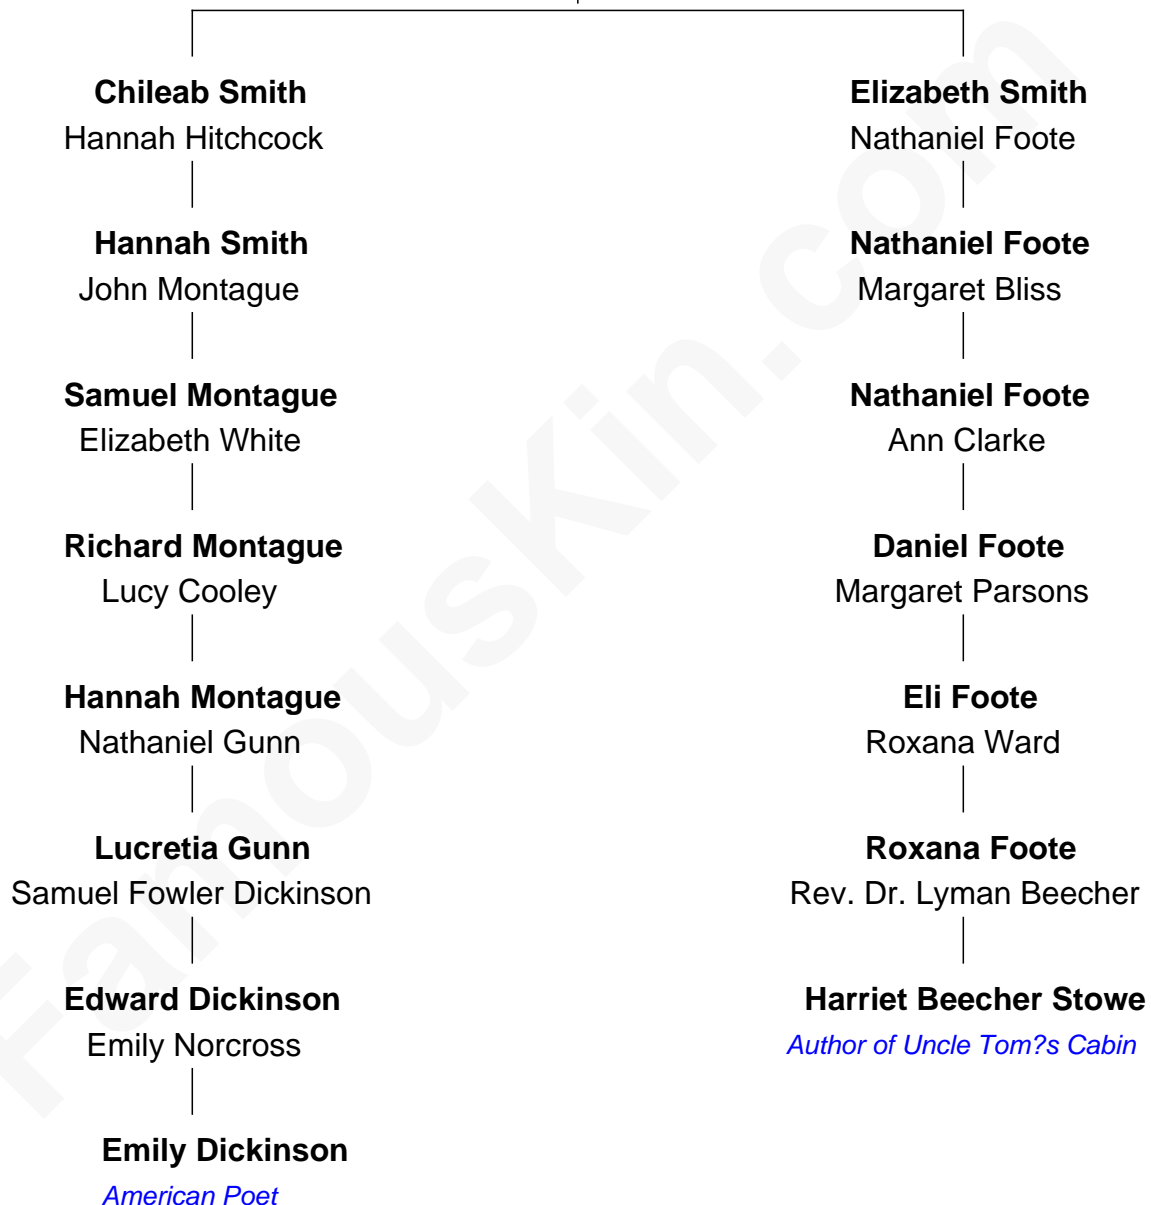 Chileab Smith
Hannah Hitchcock
Hannah Smith
John Montague
Samuel Montague
Elizabeth White
Richard Montague
Lucy Cooley
Hannah Montague
Nathaniel Gunn
Lucretia Gunn
Samuel Fowler Dickinson
Edward Dickinson
Emily Norcross
Emily Dickinson
American Poet
Elizabeth Smith
Nathaniel Foote
Nathaniel Foote
Margaret Bliss
Nathaniel Foote
Ann Clarke
Daniel Foote
Margaret Parsons
Eli Foote
Roxana Ward
Roxana Foote
Rev. Dr. Lyman Beecher
Harriet Beecher Stowe
Author of Uncle Tom?s Cabin
FamousKin.com